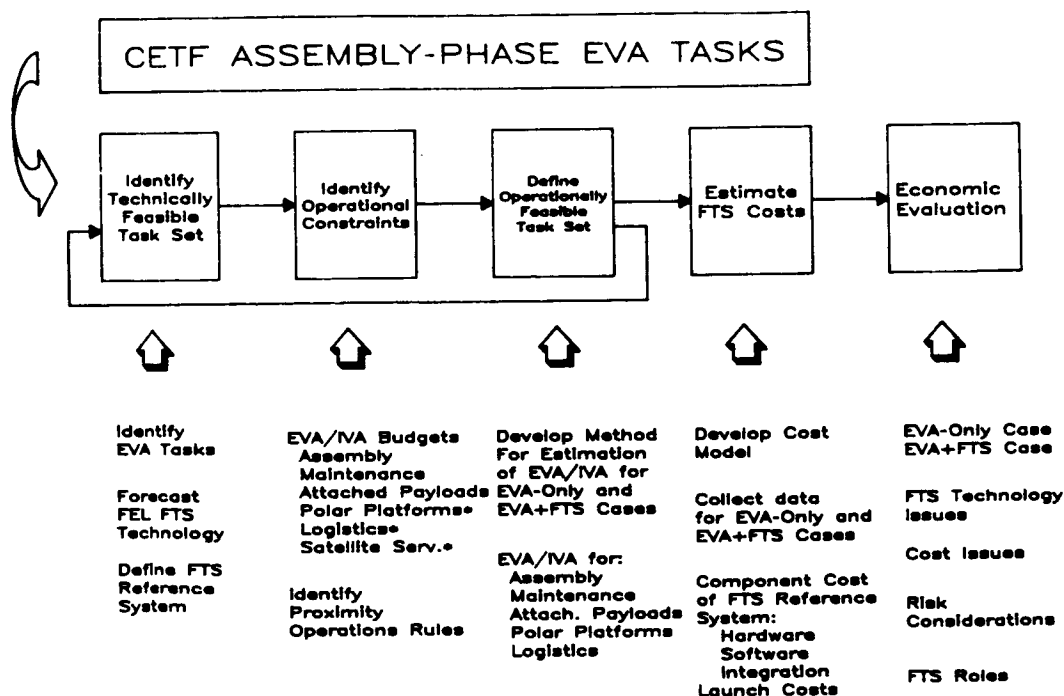 CETF ASSEMBLY-PHASE EVA TASKS
Identify
Technically
Feasible
Task Set
Identify
Operational
Constraints
Define
Operationally
Feasible
Task Set
Estimate
FTS Costs
Economic
Evaluation
Identify
EVA Tasks
Forecast
FEL FTS
Technology
Define FTS
Reference
System
EVA/IVA Budgets
Assembly
Maintenance
Attached Payloads
Polar Platforms*
Logistics*
Satellite Serv.*
Identify
Proximity
Operations Rules
Develop Method
For Estimation
of EVA/IVA for
EVA-Only and
EVA+FTS Cases
EVA/IVA for:
Assembly
Maintenance
Attach. Payloads
Polar Platforms
Logistics
Develop Cost
Model
Collect data
for EVA-Only and
EVA+FTS Cases
Component Cost
of FTS Reference
System:
Hardware
Software
Integration
Launch Costs
EVA-Only Case
EVA+FTS Case
FTS Technology
Issues
Cost Issues
Risk
Considerations
FTS Roles